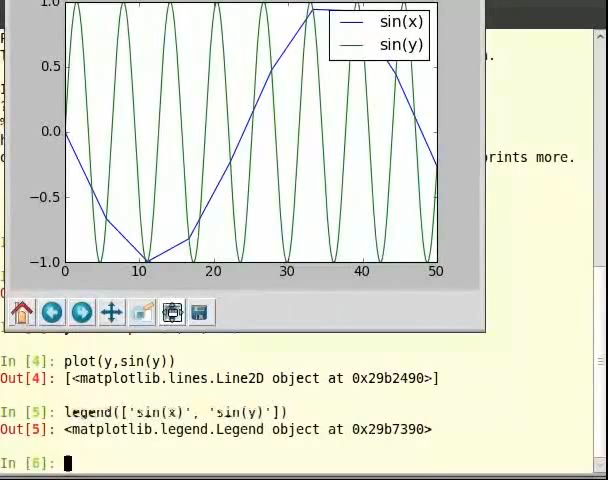 1.0
sin(x)
sin(y)
0.5
0.0
prints more.
−0.5
−1.0
0 10 20 30 40 50
In [4]: plot(y,sin(y))
Out[4]: [<matplotlib.lines.Line2D object at 0x29b2490>]
In [5]: legend(['sin(x)', 'sin(y)'])
Out[5]: <matplotlib.legend.Legend object at 0x29b7390>
In [6]: